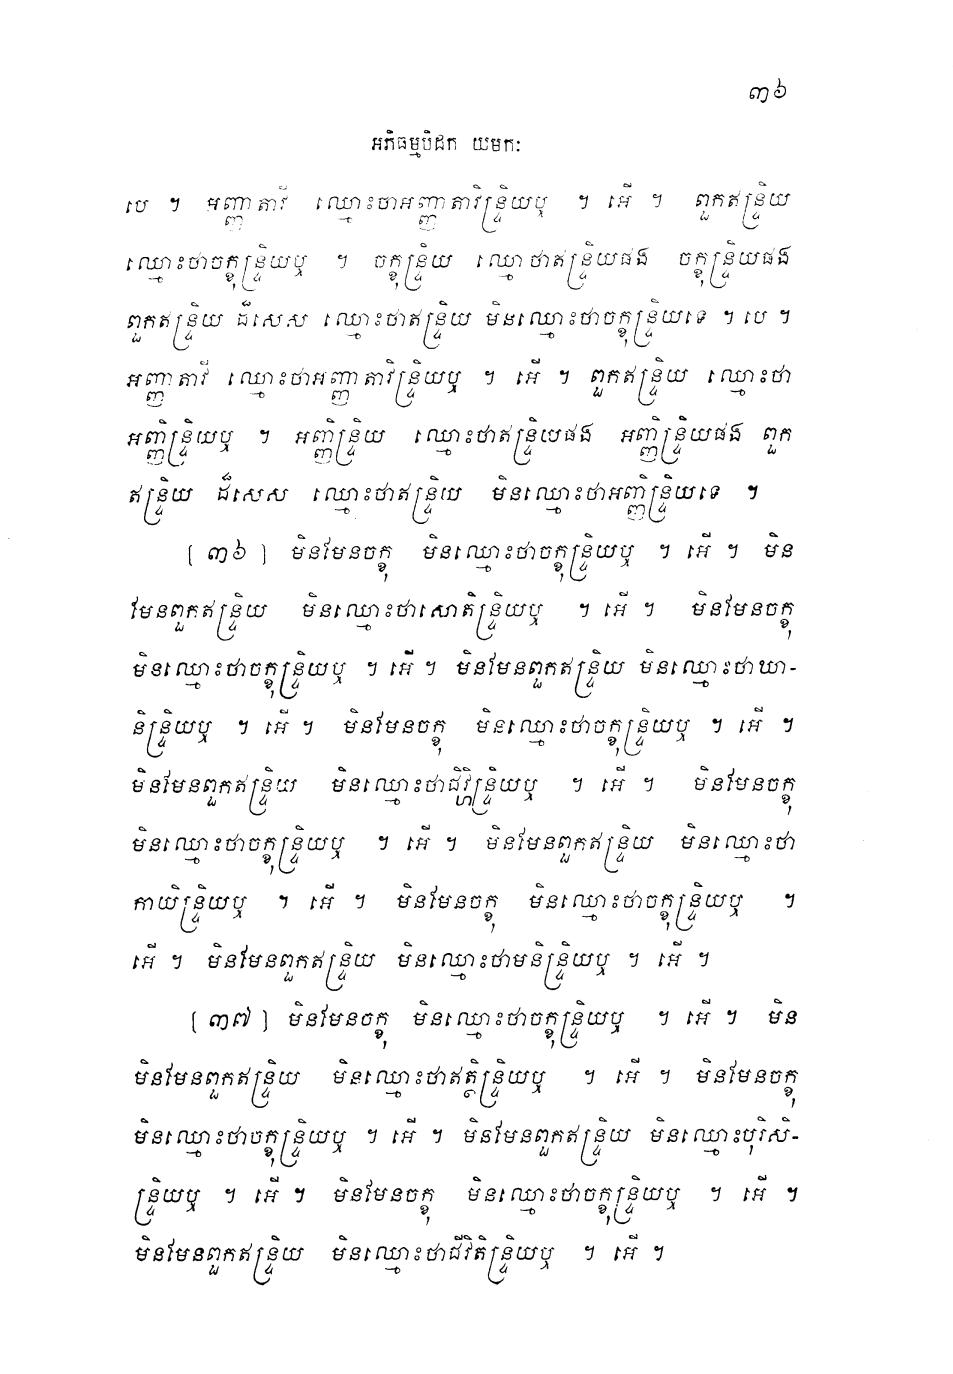 ៣៦
អភិធម្មបិដក យមកៈ
បេ ។ អញ្ញាតាវី ឈ្មោះថាអញ្ញាតាវិន្ទ្រិយឬ ។ អើ ។ ពួកឥន្ទ្រិយ
ឈ្មោះថាចក្ខុន្ទ្រិយឬ ។ ចក្ខុន្ទ្រិយ ឈ្មោះថាឥន្ទ្រិយផង ចក្ខុន្ទ្រិយផង
ពួកឥន្ទ្រិយ ដ៏សេស ឈ្មោះថាឥន្ទ្រិយ មិនឈ្មោះថាចក្ខុន្ទ្រិយទេ ។ បេ ។
អញ្ញាតាវី ឈ្មោះថាអញ្ញាតាវិន្ទ្រិយឬ ។ អើ ។ ពួកឥន្ទ្រិយ ឈ្មោះថា
អញ្ញិន្ទ្រិយឬ ។ អញ្ញិន្ទ្រិយ ឈ្មោះថាឥន្ទ្រិយផង អញ្ញិន្ទ្រិយផង ពួក
ឥន្ទ្រិយ ដ៏សេស ឈ្មោះថាឥន្ទ្រិយ មិនឈ្មោះថាអញ្ញិន្ទ្រិយទេ ។
[ ៣៦ ] មិនមែនចក្ខុ មិនឈ្មោះថាចក្ខុន្ទ្រិយឬ ។ អើ ។ មិន
មែនពួកឥន្ទ្រិយ មិនឈ្មោះថាសោតិន្ទ្រិយឬ ។ អើ ។ មិនមែនចក្ខុ
មិនឈ្មោះថាចក្ខុន្ទ្រិយឬ ។ អើ ។ មិនមែនពួកឥន្ទ្រិយ មិនឈ្មោះថាឃា-
និន្ទ្រិយឬ ។ អើ ។ មិនមែនចក្ខុ មិនឈ្មោះថាចក្ខុន្ទ្រិយឬ ។ អើ ។
មិនមែនពួកឥន្ទ្រិយ មិនឈ្មោះថាជិវ្ហិន្ទ្រិយឬ ។ អើ ។ មិនមែនចក្ខុ
មិនឈ្មោះថាចក្ខុន្ទ្រិយឬ ។ អើ ។ មិនមែនពួកឥន្ទ្រិយ មិនឈ្មោះថា
កាយិន្ទ្រិយឬ ។ អើ ។ មិនមែនចក្ខុ មិនឈ្មោះថាចក្ខុន្ទ្រិយឬ ។
អើ ។ មិនមែនពួកឥន្ទ្រិយ មិនឈ្មោះថាមនិន្ទ្រិយឬ ។ អើ ។
[ ៣៧ ] មិនមែនចក្ខុ មិនឈ្មោះថាចក្ខុន្ទ្រិយឬ ។ អើ ។ មិន
មិនមែនពួកឥន្ទ្រិយ មិនឈ្មោះថាឥត្ថិន្ទ្រិយឬ ។ អើ ។ មិនមែនចក្ខុ
មិនឈ្មោះថាចក្ខុន្ទ្រិយឬ ។ អើ ។ មិនមែនពួកឥន្ទ្រិយ មិនឈ្មោះបុរិសិ-
ន្ទ្រិយឬ ។ អើ ។ មិនមែនចក្ខុ មិនឈ្មោះថាចក្ខុន្ទ្រិយឬ ។ អើ ។
មិនមែនពួកឥន្ទ្រិយ មិនឈ្មោះថាជីវិតិន្ទ្រិយឬ ។ អើ ។